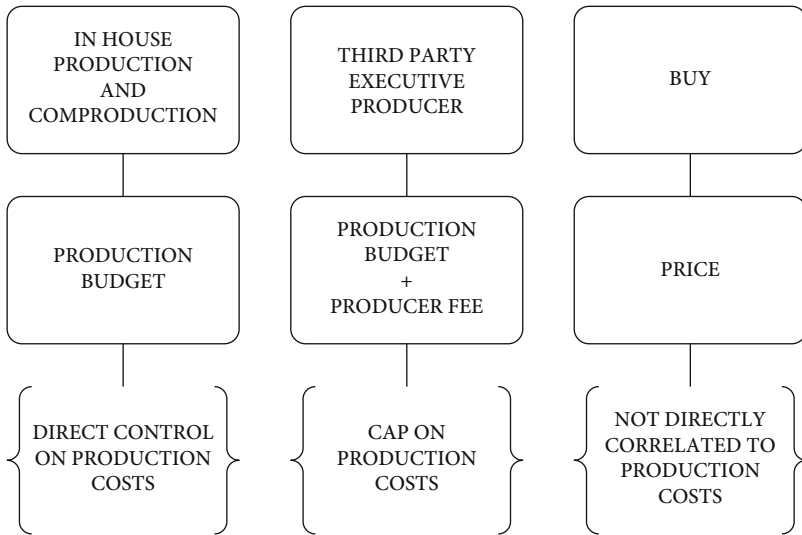 IN HOUSE
PRODUCTION
AND
COMPRODUCTION
THIRD PARTY
EXECUTIVE
PRODUCER
BUY
PRODUCTION
BUDGET
PRODUCTION
BUDGET
+
PRODUCER FEE
PRICE
DIRECT CONTROL
ON PRODUCTION
COSTS
CAP ON
PRODUCTION
COSTS
NOT DIRECTLY
CORRELATED TO
PRODUCTION
COSTS